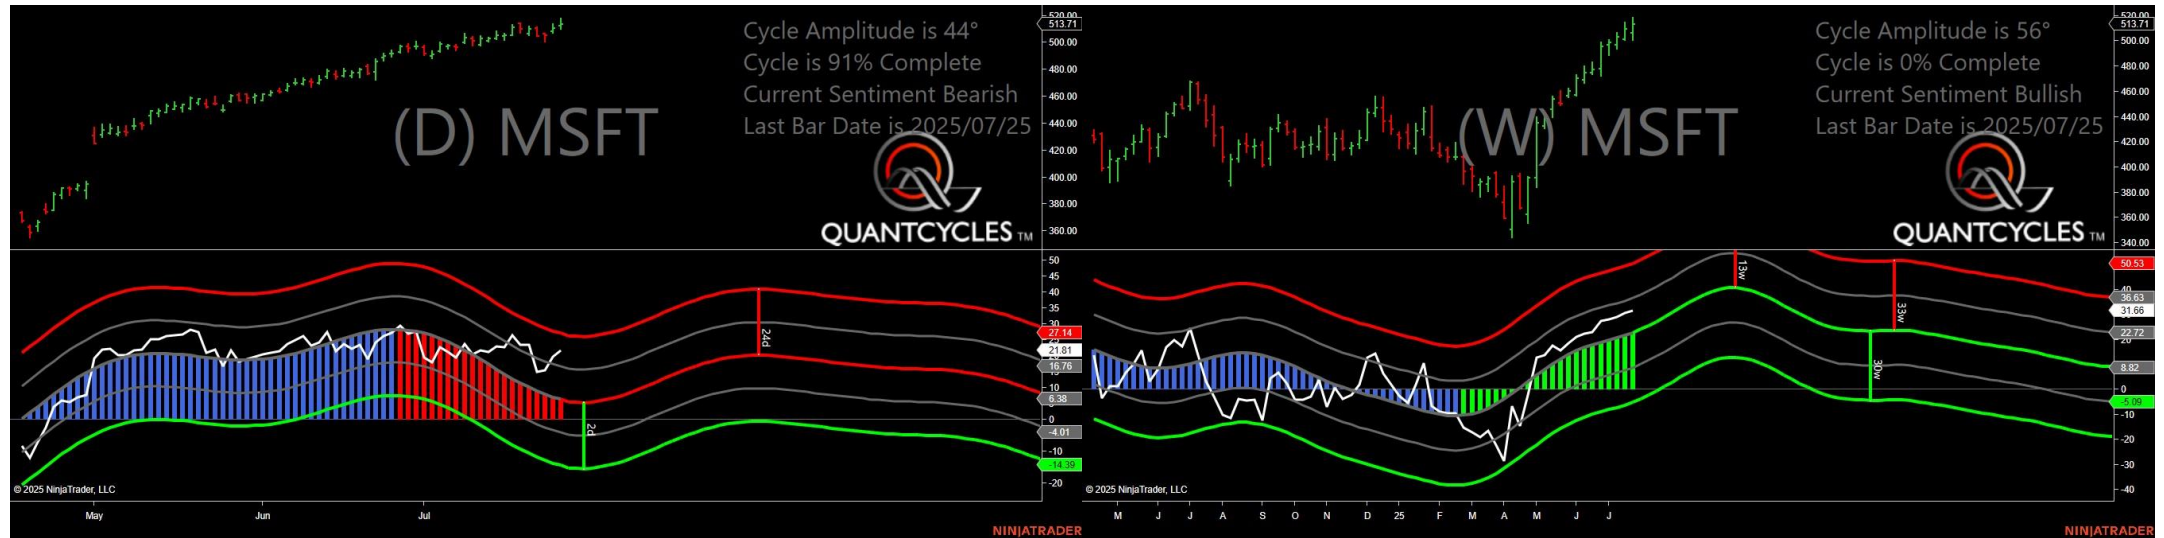 Cycle Amplitude is 44°
Cycle is 91% Complete
Current Sentiment Bearish
Last Bar Date is 2025/07/25
(D) MSFT
QUANTCYCLES TM
520.00
513.71
500.00
480.00
460.00
440.00
420.00
400.00
380.00
360.00
50
45
40
35
30
27.14
21.81
16.76
10
6.38
0
-4.01
-10
-14.39
-20
24d
2d
© 2025 NinjaTrader, LLC
May Jun Jul
NINJATRADER
Cycle Amplitude is 56°
Cycle is 0% Complete
Current Sentiment Bullish
Last Bar Date is 2025/07/25
(W) MSFT
QUANTCYCLES TM
520.00
513.71
500.00
480.00
460.00
440.00
420.00
400.00
380.00
360.00
340.00
50.53
40
36.63
31.66
22.72
20
8.82
0
-5.09
-10
-20
-30
-40
13w
33w
30w
© 2025 NinjaTrader, LLC
M J J A S O N D 25 F M A M J J
NINJATRADER